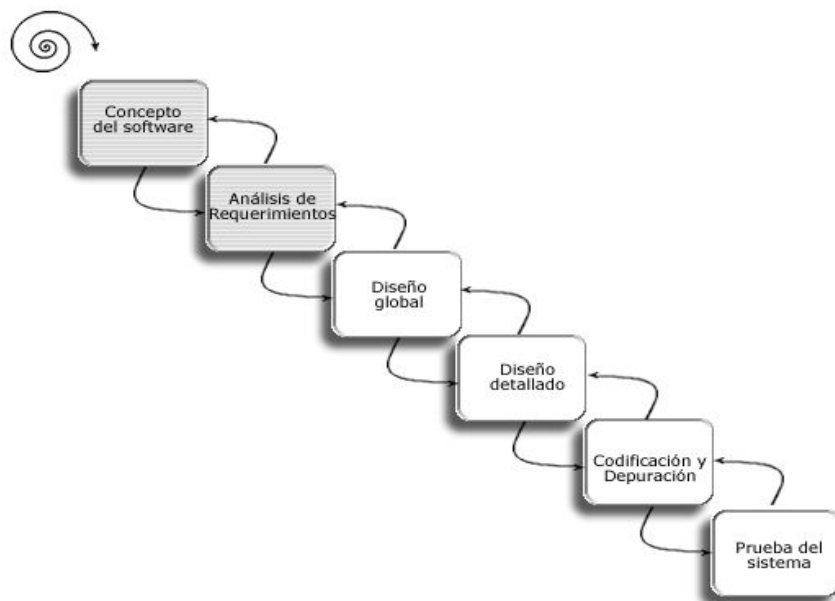 Concepto
del software
Análisis de
Requerimientos
Diseño
global
Diseño
detallado
Codificación y
Depuración
Prueba del
sistema